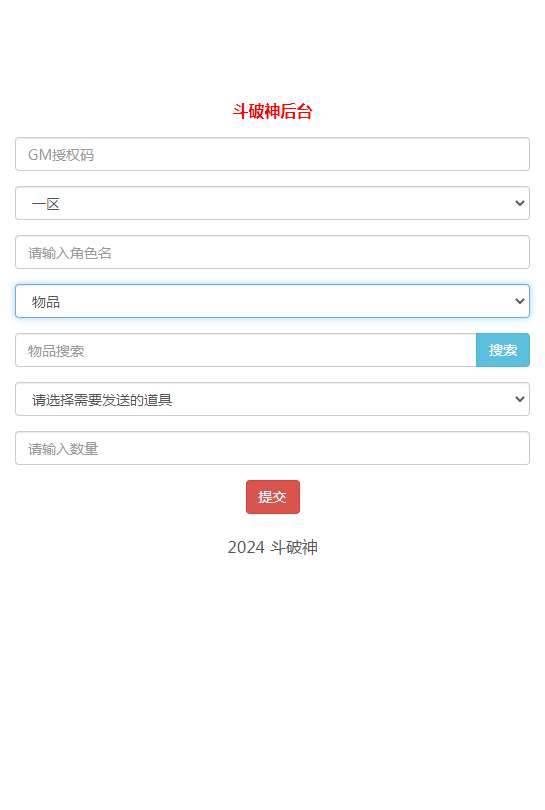 斗破神后台
GM授权码
一区
请输入角色名
物品
物品搜索
搜索
请选择需要发送的道具
请输入数量
提交
2024 斗破神